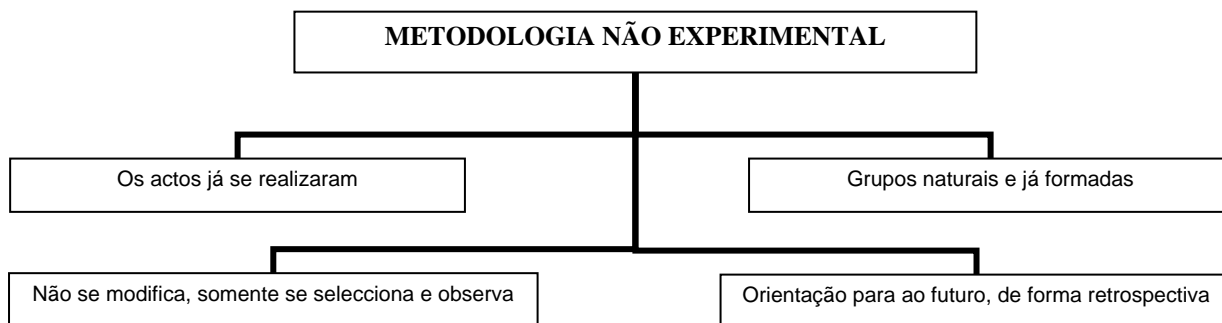 METODOLOGIA NÃO EXPERIMENTAL
Os actos já se realizaram
Grupos naturais e já formadas
Não se modifica, somente se selecciona e observa
Orientação para ao futuro, de forma retrospectiva